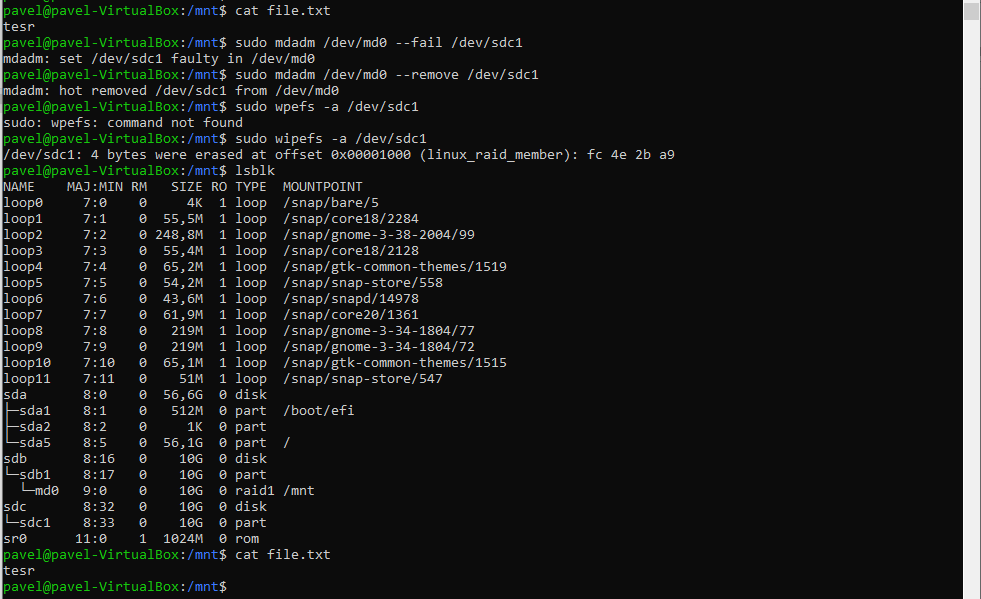 pavel@pavel-VirtualBox:/mnt$ cat file.txt
tesr
pavel@pavel-VirtualBox:/mnt$ sudo mdadm /dev/md0 --fail /dev/sdc1
mdadm: set /dev/sdc1 faulty in /dev/md0
pavel@pavel-VirtualBox:/mnt$ sudo mdadm /dev/md0 --remove /dev/sdc1
mdadm: hot removed /dev/sdc1 from /dev/md0
pavel@pavel-VirtualBox:/mnt$ sudo wpefs -a /dev/sdc1
sudo: wpefs: command not found
pavel@pavel-VirtualBox:/mnt$ sudo wipefs -a /dev/sdc1
/dev/sdc1: 4 bytes were erased at offset 0x00001000 (linux_raid_member): fc 4e 2b a9
pavel@pavel-VirtualBox:/mnt$ lsblk
NAME    MAJ:MIN RM   SIZE RO TYPE  MOUNTPOINT
loop0     7:0    0     4K  1 loop  /snap/bare/5
loop1     7:1    0  55,5M  1 loop  /snap/core18/2284
loop2     7:2    0 248,8M  1 loop  /snap/gnome-3-38-2004/99
loop3     7:3    0  55,4M  1 loop  /snap/core18/2128
loop4     7:4    0  65,2M  1 loop  /snap/gtk-common-themes/1519
loop5     7:5    0  54,2M  1 loop  /snap/snap-store/558
loop6     7:6    0  43,6M  1 loop  /snap/snapd/14978
loop7     7:7    0  61,9M  1 loop  /snap/core20/1361
loop8     7:8    0   219M  1 loop  /snap/gnome-3-34-1804/77
loop9     7:9    0   219M  1 loop  /snap/gnome-3-34-1804/72
loop10    7:10   0  65,1M  1 loop  /snap/gtk-common-themes/1515
loop11    7:11   0    51M  1 loop  /snap/snap-store/547
sda       8:0    0  56,6G  0 disk
├─sda1    8:1    0   512M  0 part  /boot/efi
├─sda2    8:2    0     1K  0 part
└─sda5    8:5    0  56,1G  0 part  /
sdb       8:16   0    10G  0 disk
└─sdb1    8:17   0    10G  0 part
  └─md0   9:0    0    10G  0 raid1 /mnt
sdc       8:32   0    10G  0 disk
└─sdc1    8:33   0    10G  0 part
sr0      11:0    1  1024M  0 rom
pavel@pavel-VirtualBox:/mnt$ cat file.txt
tesr
pavel@pavel-VirtualBox:/mnt$